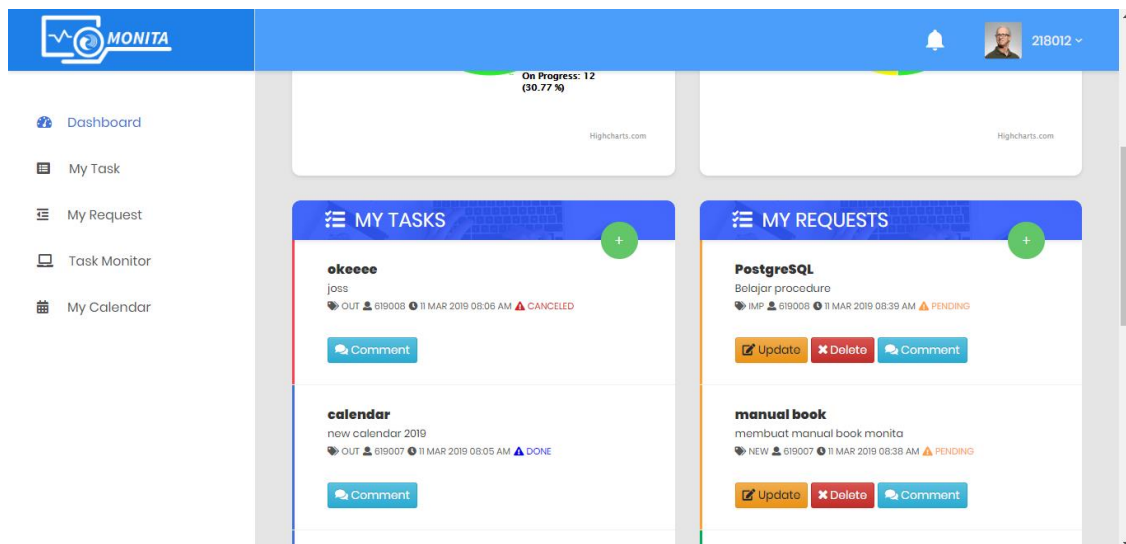 MONITA
218012
On Progress: 12
(30.77 %)
Highcharts.com
Highcharts.com
Dashboard
My Task
My Request
Task Monitor
My Calendar
MY TASKS
+
okeeee
joss
OUT 619008 11 MAR 2019 08:06 AM CANCELED
Comment
calendar
new calendar 2019
OUT 619007 11 MAR 2019 08:05 AM DONE
Comment
MY REQUESTS
+
PostgreSQL
Belajar procedure
IMP 619008 11 MAR 2019 08:39 AM PENDING
Update Delete Comment
manual book
membuat manual book monita
NEW 619007 11 MAR 2019 08:38 AM PENDING
Update Delete Comment